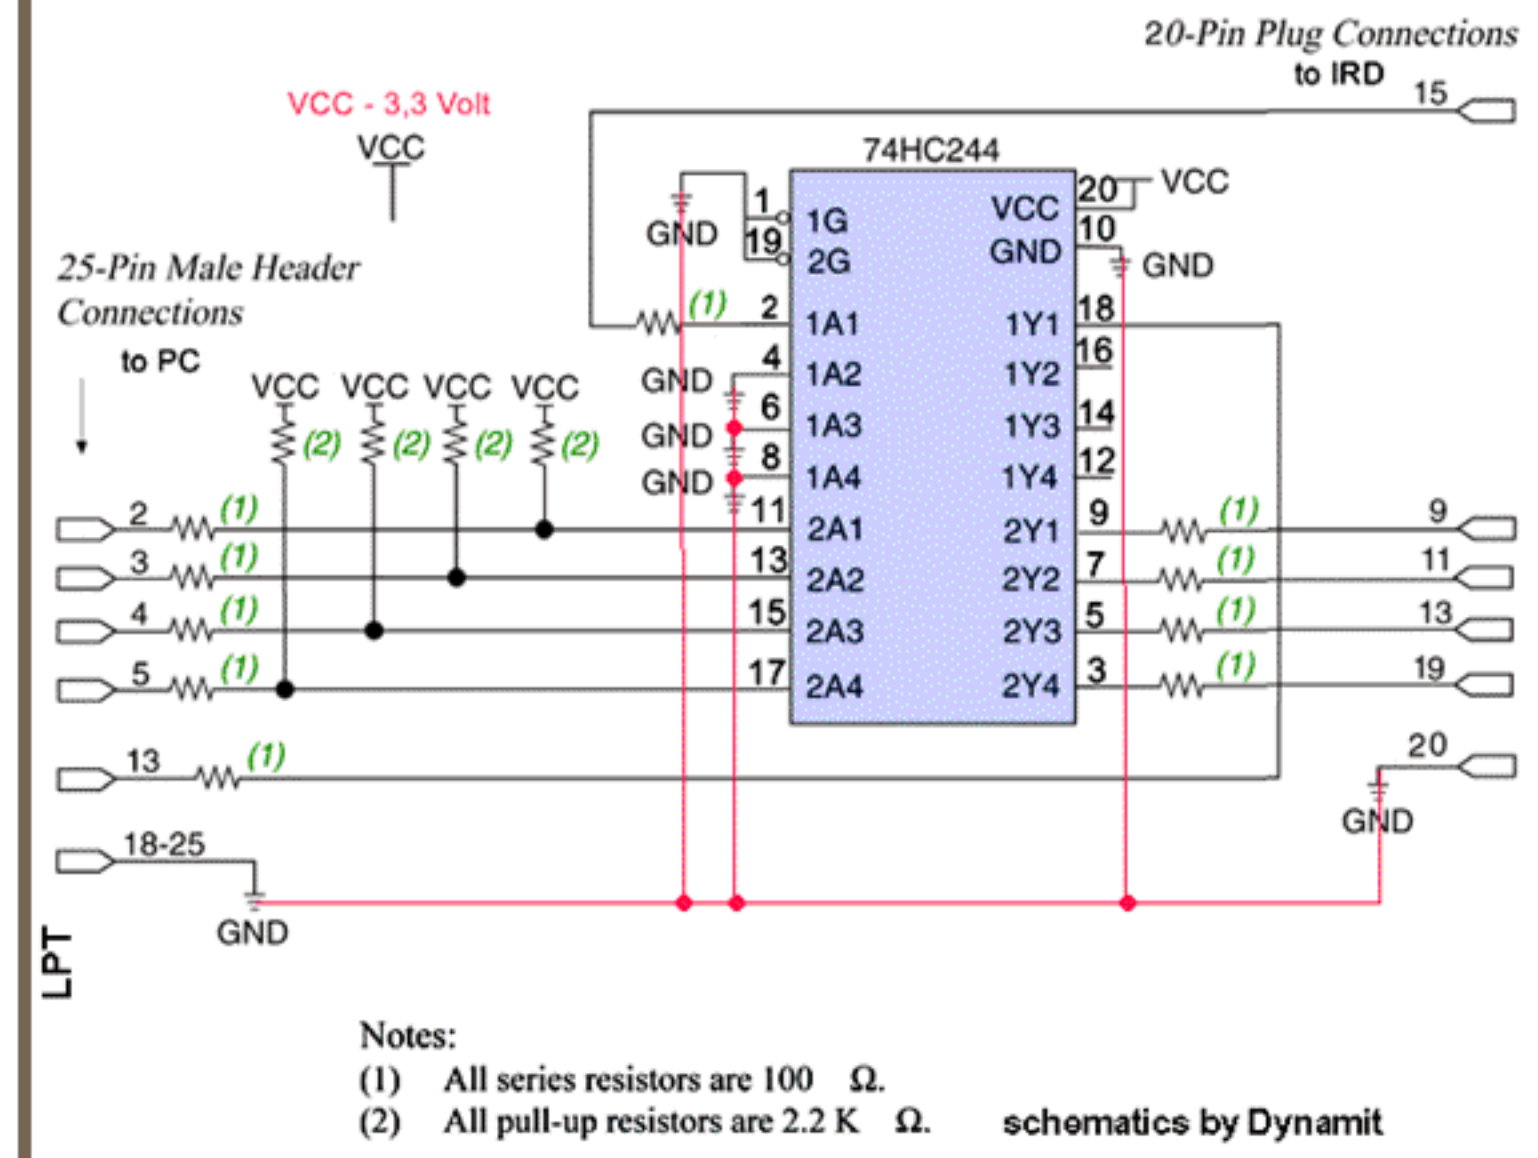 20-Pin Plug Connections
to IRD
15
VCC - 3,3 Volt
VCC
74HC244
25-Pin Male Header
Connections
to PC
GND
1
1G
19
2G
VCC
20
VCC
GND
10
GND
(1)
2
1A1
1Y1
18
GND
4
1A2
1Y2
16
GND
6
1A3
1Y3
14
GND
8
1A4
1Y4
12
VCC VCC VCC VCC
(2) (2) (2) (2)
2 (1)
11
2A1
2Y1
9
(1)
9
3 (1)
13
2A2
2Y2
7
(1)
11
4 (1)
15
2A3
2Y3
5
(1)
13
5 (1)
17
2A4
2Y4
3
(1)
19
13 (1)
20
GND
18-25
GND
LPT
Notes:
(1) All series resistors are 100 Ω.
(2) All pull-up resistors are 2.2 K Ω.
schematics by Dynamit